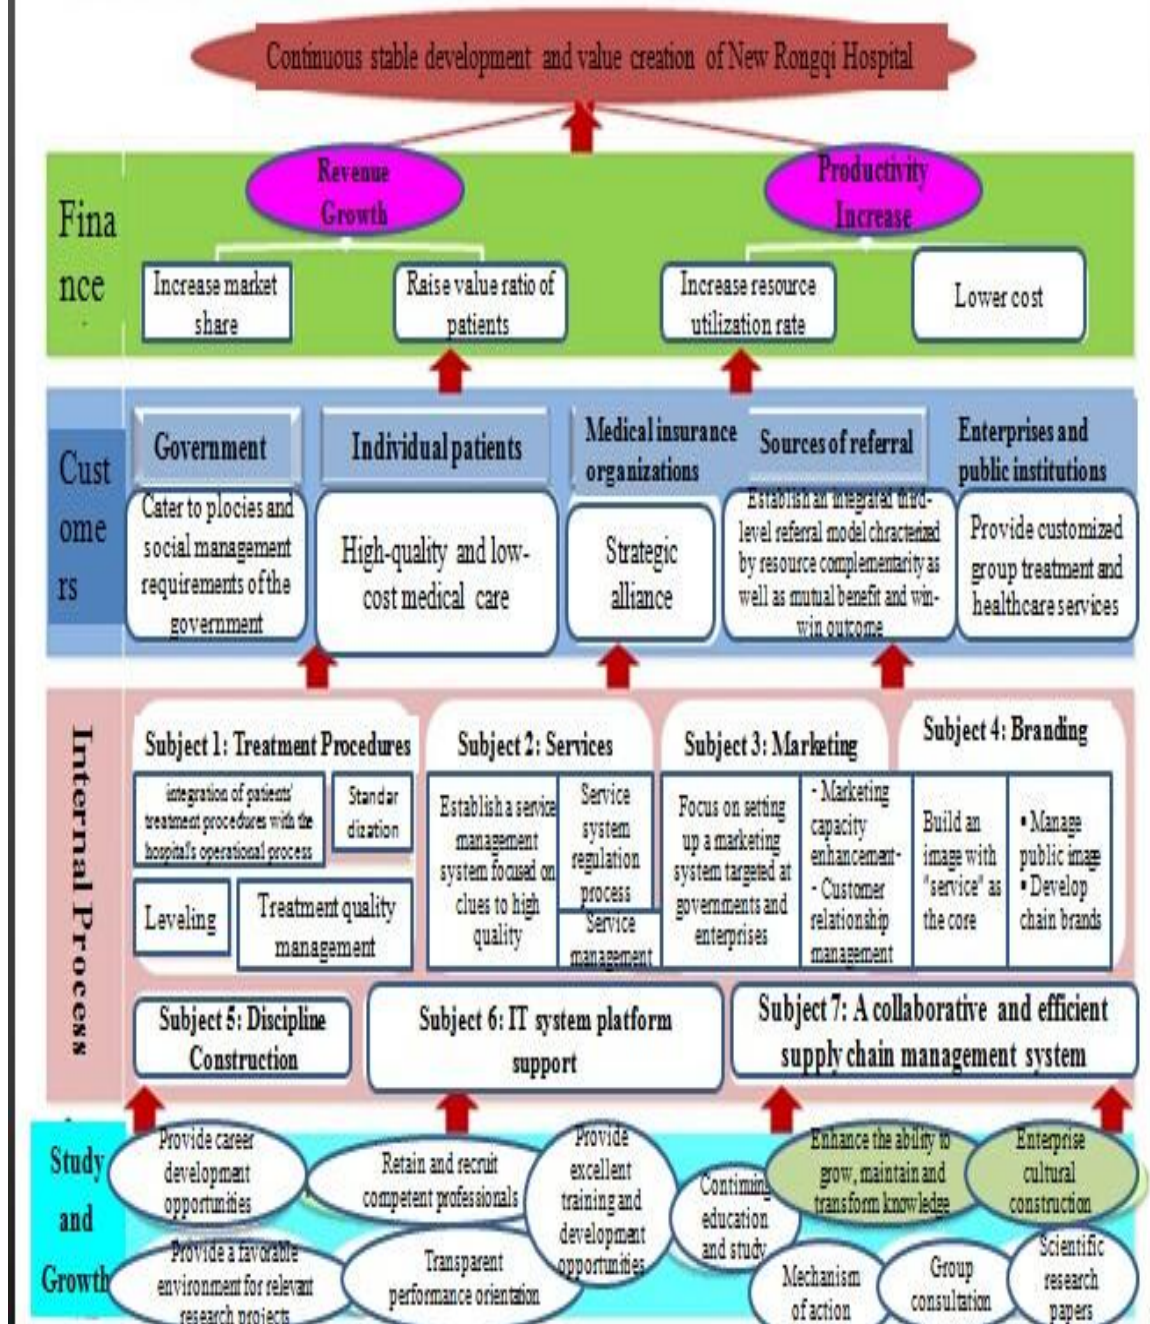 Continuous stable development and value creation of New Rongqi Hospital
Fina
nce
Revenue
Growth
Productivity
Increase
Increase market
share
Raise value ratio of
patients
Increase resource
utilization rate
Lower cost
Cust
ome
rs
Government
Individual patients
Medical insurance
organizations
Sources of referral
Enterprises and
public institutions
Cater to plocies and
social management
requirements of the
government
High-quality and low-
cost medical care
Strategic
alliance
Establish an integrated third-
level referral model chracterized
by resource complementarity as
well as mutual benefit and win-
win outcome
Provide customized
group treatment and
healthcare services
Internal Process
Subject 1: Treatment Procedures
integration of patients'
treatment procedures with the
hospital's operational process
Standar
dization
Leveling
Treatment quality
management
Subject 2: Services
Establish a service
management
system focused on
clues to high
quality
Service
system
regulation
process
Service
management
Subject 3: Marketing
Focus on setting
up a marketing
system targeted at
governments and
enterprises
- Marketing
capacity
enhancement-
- Customer
relationship
management
Subject 4: Branding
Build an
image with
"service" as
the core
• Manage
public image
• Develop
chain brands
Subject 5: Discipline
Construction
Subject 6: IT system platform
support
Subject 7: A collaborative and efficient
supply chain management system
Study
and
Growth
Provide career
development
opportunities
Retain and recruit
competent professionals
Provide
excellent
training and
development
opportunities
Continuing
education
and study
Enhance the ability to
grow, maintain and
transform knowledge
Enterprise
cultural
construction
Provide a favorable
environment for relevant
research projects
Transparent
performance orientation
Mechanism
of action
Group
consultation
Scientific
research
papers